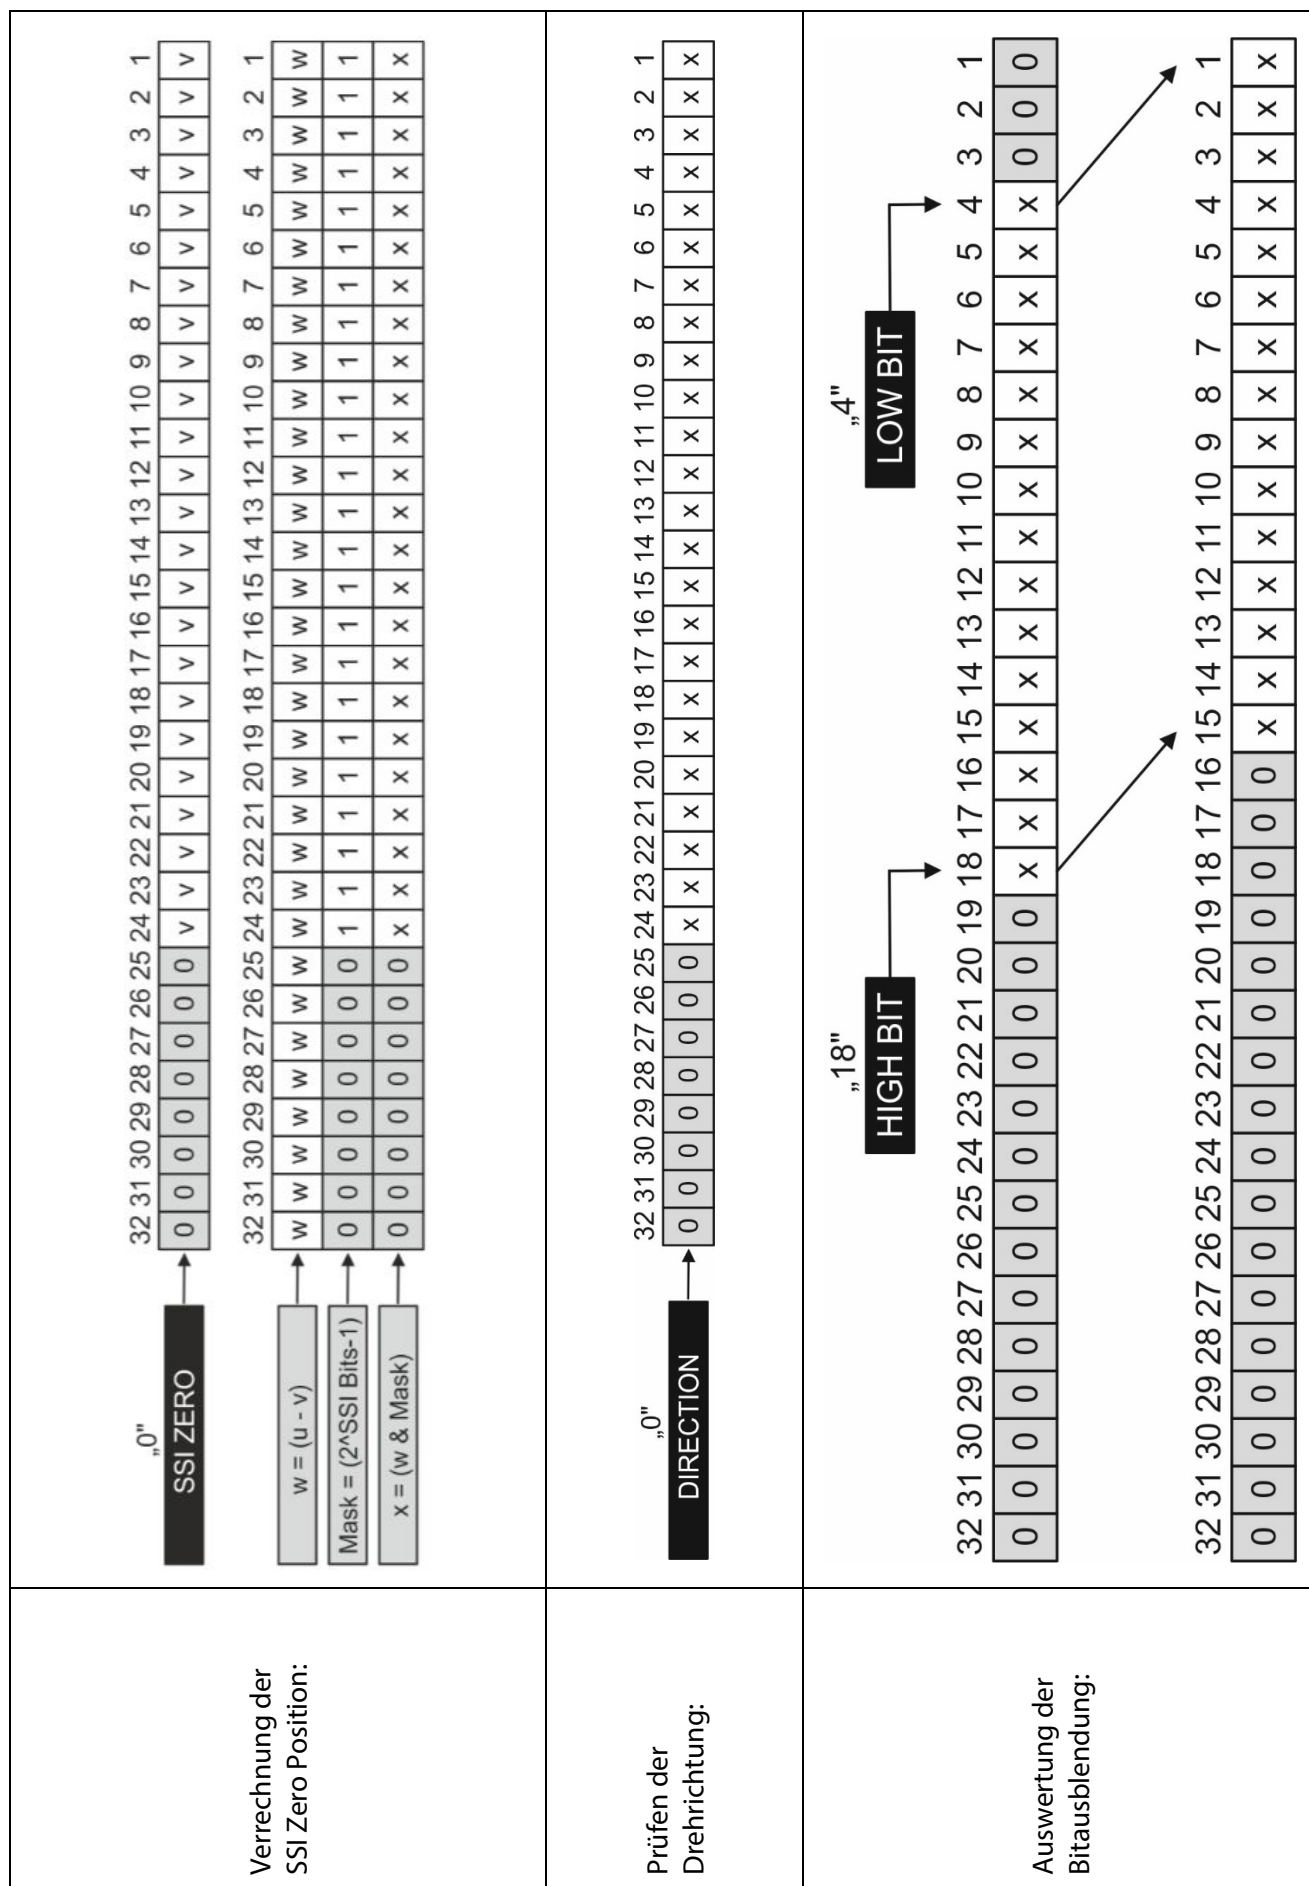 Verrechnung der
SSI Zero Position:
„0"
SSI ZERO
32 31 30 29 28 27 26 25 24 23 22 21 20 19 18 17 16 15 14 13 12 11 10 9 8 7 6 5 4 3 2 1
0 0 0 0 0 0 0 0 v v v v v v v v v v v v v v v v v v v v v v v v
32 31 30 29 28 27 26 25 24 23 22 21 20 19 18 17 16 15 14 13 12 11 10 9 8 7 6 5 4 3 2 1
w = (u - v) w w w w w w w w w w w w w w w w w w w w w w w w w w w w w w w w
Mask = (2^SSI Bits-1) 0 0 0 0 0 0 0 0 1 1 1 1 1 1 1 1 1 1 1 1 1 1 1 1 1 1 1 1 1 1 1 1
x = (w & Mask) 0 0 0 0 0 0 0 0 x x x x x x x x x x x x x x x x x x x x x x x x
Prüfen der
Drehrichtung:
„0"
DIRECTION
32 31 30 29 28 27 26 25 24 23 22 21 20 19 18 17 16 15 14 13 12 11 10 9 8 7 6 5 4 3 2 1
0 0 0 0 0 0 0 0 x x x x x x x x x x x x x x x x x x x x x x x x
Auswertung der
Bitausblendung:
„18" „4"
HIGH BIT LOW BIT
32 31 30 29 28 27 26 25 24 23 22 21 20 19 18 17 16 15 14 13 12 11 10 9 8 7 6 5 4 3 2 1
0 0 0 0 0 0 0 0 0 0 0 0 0 0 x x x x x x x x x x x x x x x 0 0 0
32 31 30 29 28 27 26 25 24 23 22 21 20 19 18 17 16 15 14 13 12 11 10 9 8 7 6 5 4 3 2 1
0 0 0 0 0 0 0 0 0 0 0 0 0 0 0 0 0 x x x x x x x x x x x x x x x